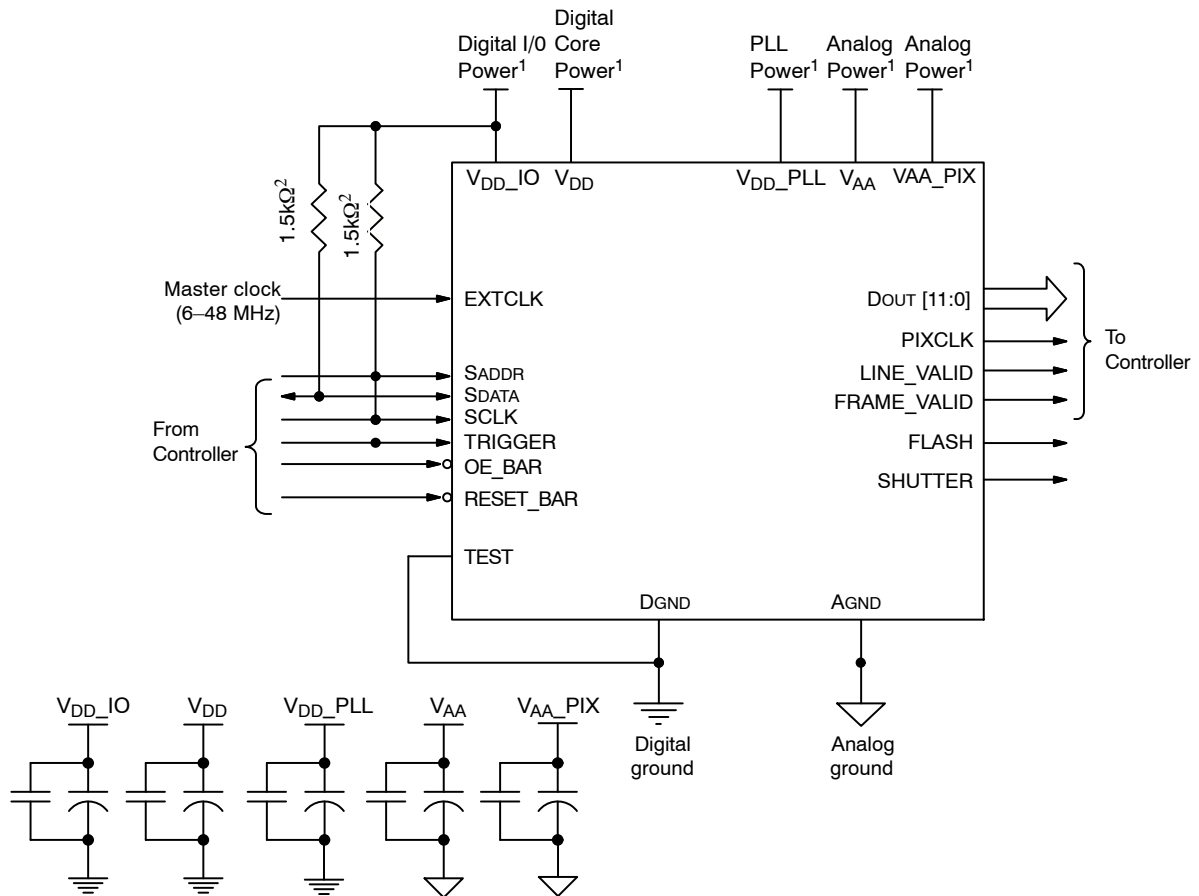 Digital I/0
Power¹
Digital
Core
Power¹
PLL
Power¹
Analog
Power¹
Analog
Power¹
VDD_IO
VDD
VDD_PLL
VAA
VAA_PIX
1.5kΩ²
1.5kΩ²
Master clock
(6–48 MHz)
EXTCLK
SADDR
SDATA
SCLK
TRIGGER
OE_BAR
RESET_BAR
TEST
From
Controller
DOUT [11:0]
PIXCLK
LINE_VALID
FRAME_VALID
FLASH
SHUTTER
To
Controller
DGND
AGND
Digital
ground
Analog
ground
VDD_IO
VDD
VDD_PLL
VAA
VAA_PIX